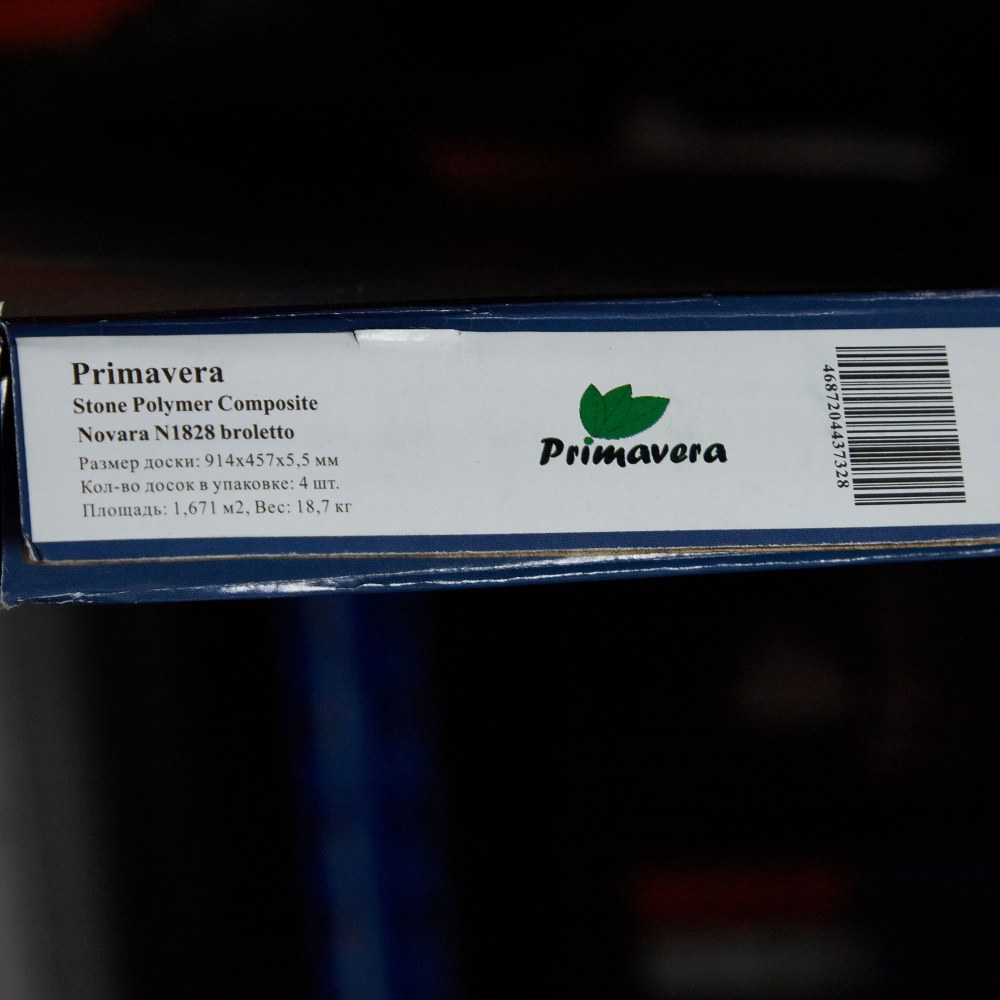 Primavera
Stone Polymer Composite
Novara N1828 broletto
Размер доски: 914x457x5,5 мм
Кол-во досок в упаковке: 4 шт.
Площадь: 1,671 м2, Вес: 18,7 кг
Primavera
4687204437328